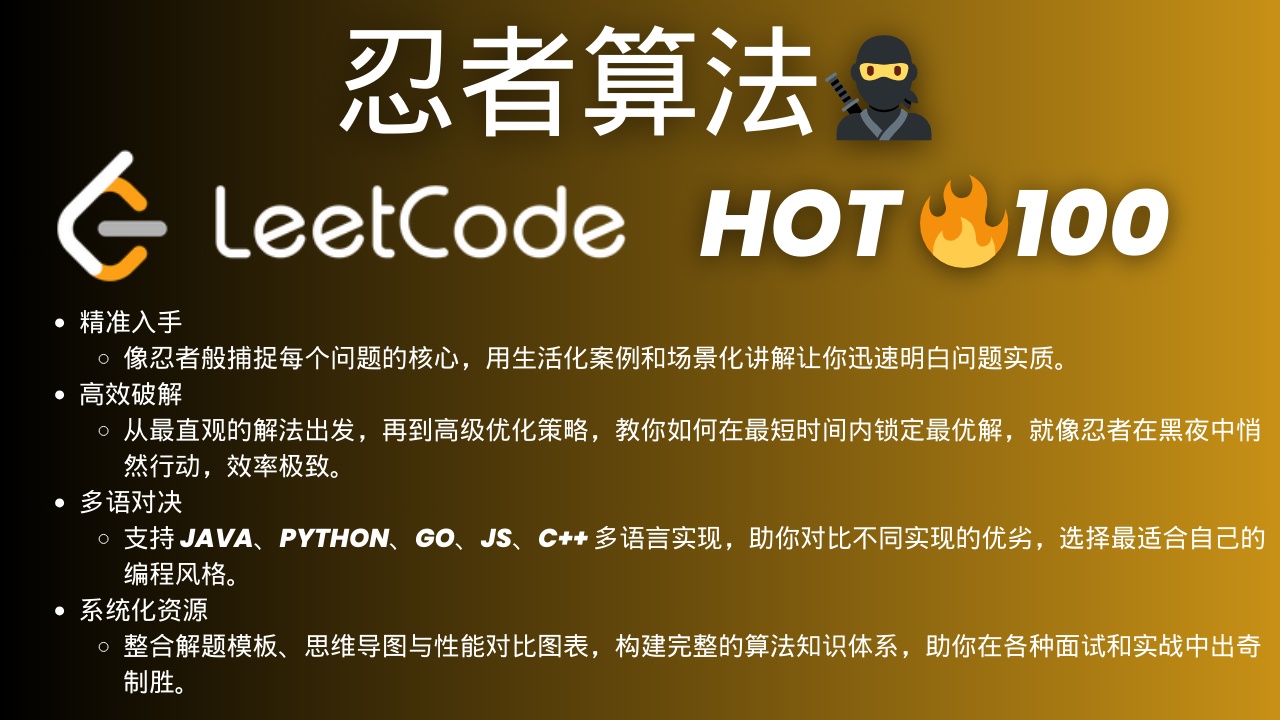 忍者算法
LeetCode HOT 100
精准入手
像忍者般捕捉每个问题的核心，用生活化案例和场景化讲解让你迅速明白问题实质。
高效破解
从最直观的解法出发，再到高级优化策略，教你如何在最短时间内锁定最优解，就像忍者在黑夜中悄
然行动，效率极致。
多语对决
支持 JAVA、PYTHON、GO、JS、C++ 多语言实现，助你对比不同实现的优劣，选择最适合自己的
编程风格。
系统化资源
整合解题模板、思维导图与性能对比图表，构建完整的算法知识体系，助你在各种面试和实战中出奇
制胜。